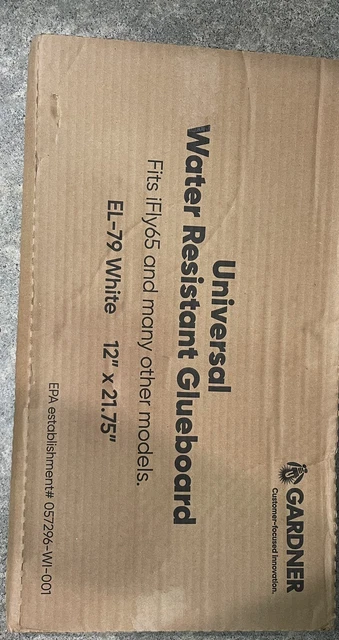 GARDNER
Customer-focused innovation.
Universal
Water Resistant Glueboard
Fits iFly65 and many other models.
EL-79 White 12" x 21.75"
EPA establishment# 057296-WI-001